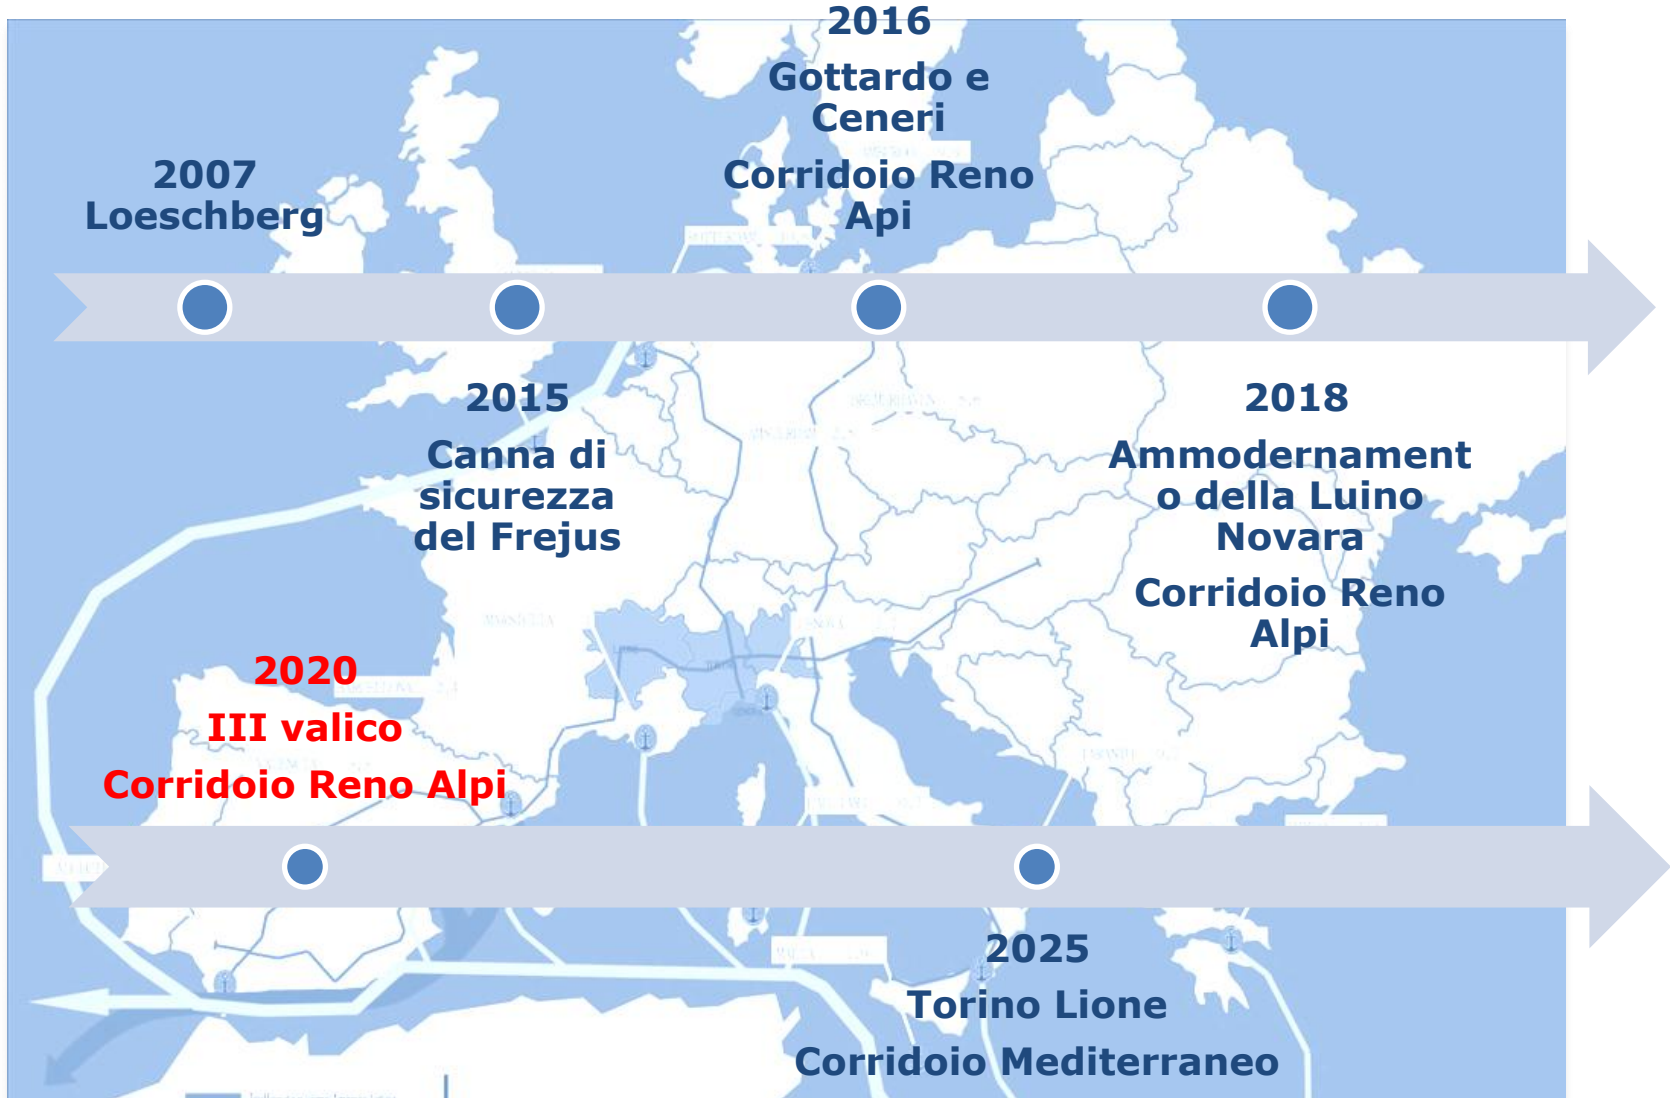 2007
Loeschberg
2016
Gottardo e
Ceneri
Corridoio Reno
Api
2015
Canna di
sicurezza
del Frejus
2018
Ammodernament
o della Luino
Novara
Corridoio Reno
Alpi
2020
III valico
Corridoio Reno Alpi
2025
Torino Lione
Corridoio Mediterraneo